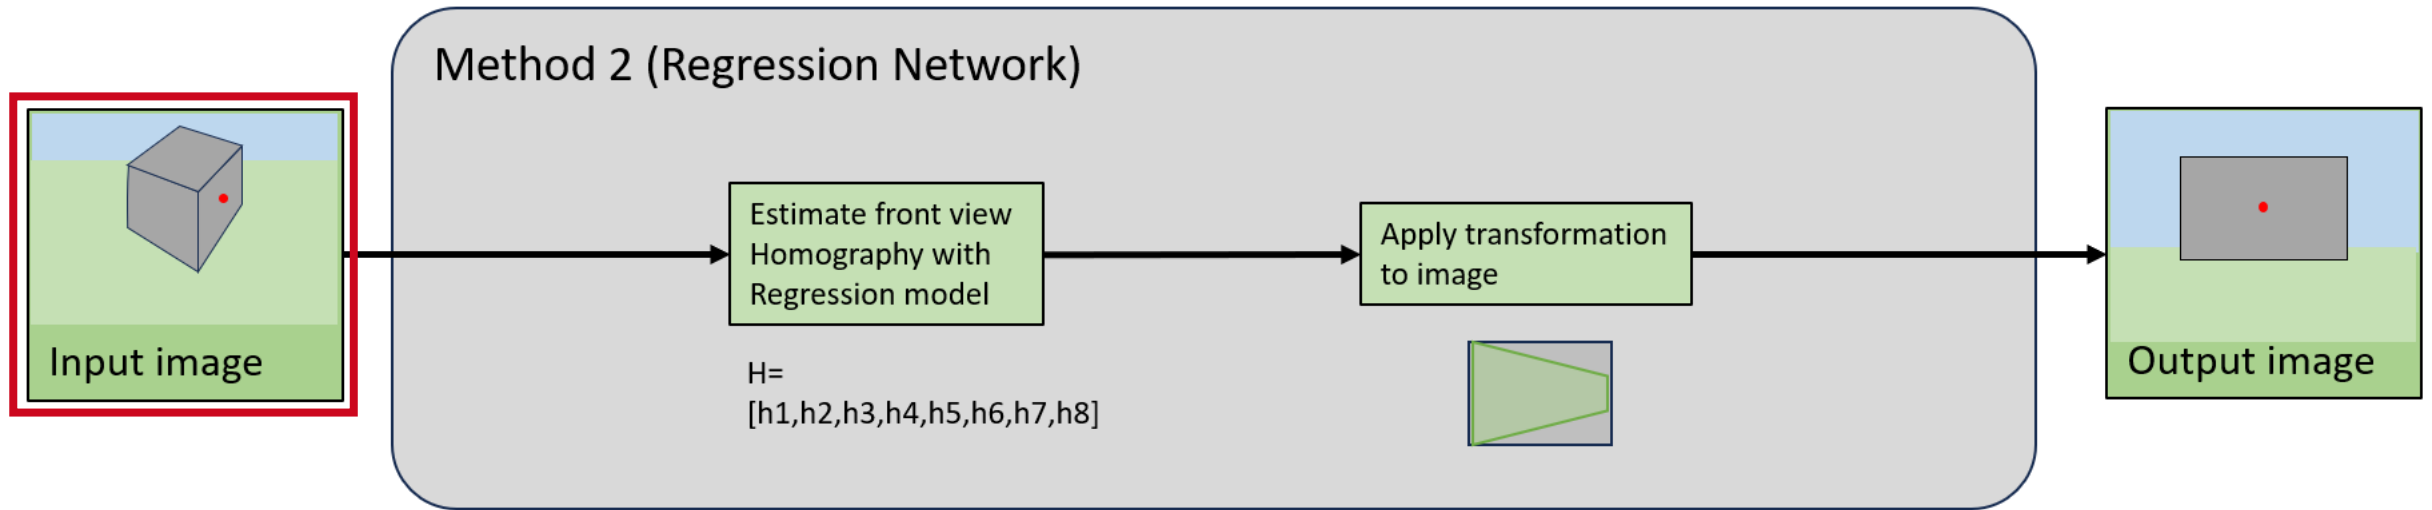 Method 2 (Regression Network)
Input image
Estimate front view
Homography with
Regression model
H=
[h1,h2,h3,h4,h5,h6,h7,h8]
Apply transformation
to image
Output image